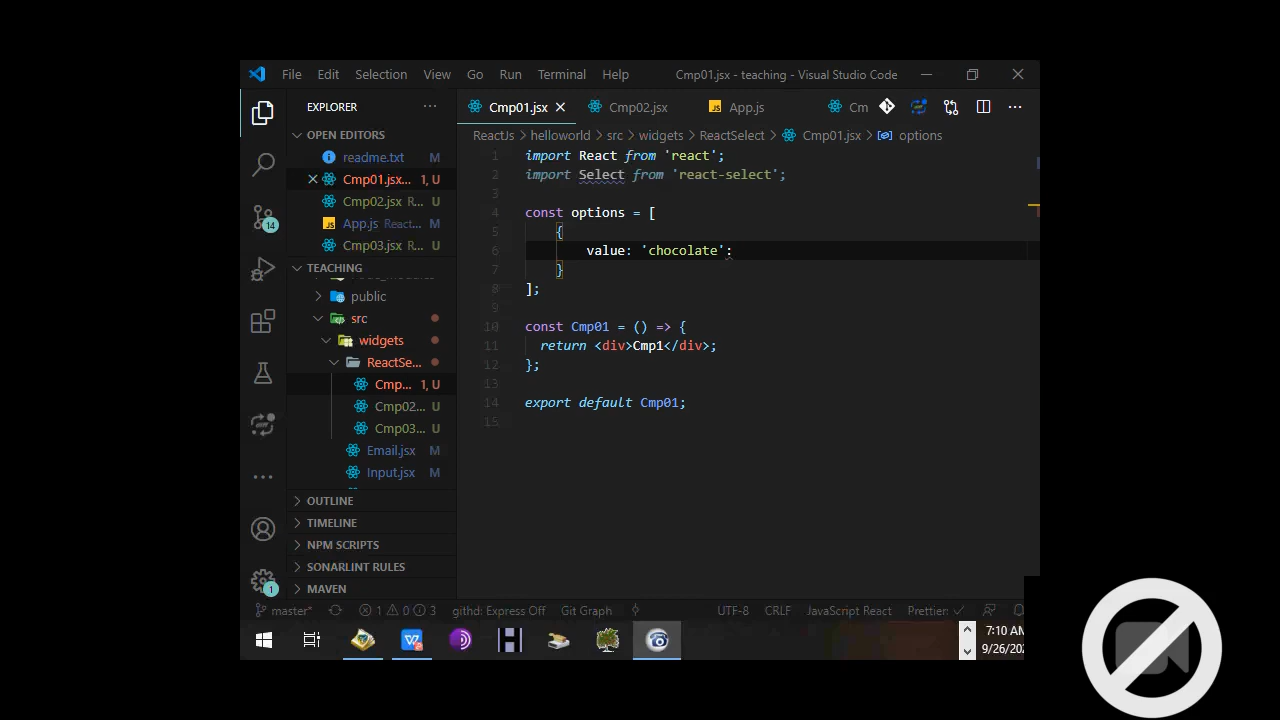 File Edit Selection View Go Run Terminal Help Cmp01.jsx - teaching - Visual Studio Code
EXPLORER
OPEN EDITORS
readme.txt M
Cmp01.jsx... 1, U
Cmp02.jsx R... U
App.js React... M
Cmp03.jsx R... U
TEACHING
public
src
widgets
ReactSe...
Cmp... 1, U
Cmp02... U
Cmp03... U
Email.jsx M
Input.jsx M
OUTLINE
TIMELINE
NPM SCRIPTS
SONARLINT RULES
MAVEN
14
1
Cmp01.jsx Cmp02.jsx JS App.js Cm
ReactJs > helloworld > src > widgets > ReactSelect > Cmp01.jsx > options
1 import React from 'react';
2 import Select from 'react-select';
3
4 const options = [
5 {
6 value: 'chocolate':
7 }
8 ];
9
10 const Cmp01 = () => {
11 return <div>Cmp1</div>;
12 };
13
14 export default Cmp01;
15
master* 1 0 3 githd: Express Off Git Graph UTF-8 CRLF JavaScript React Prettier: ✓
7:10 AM